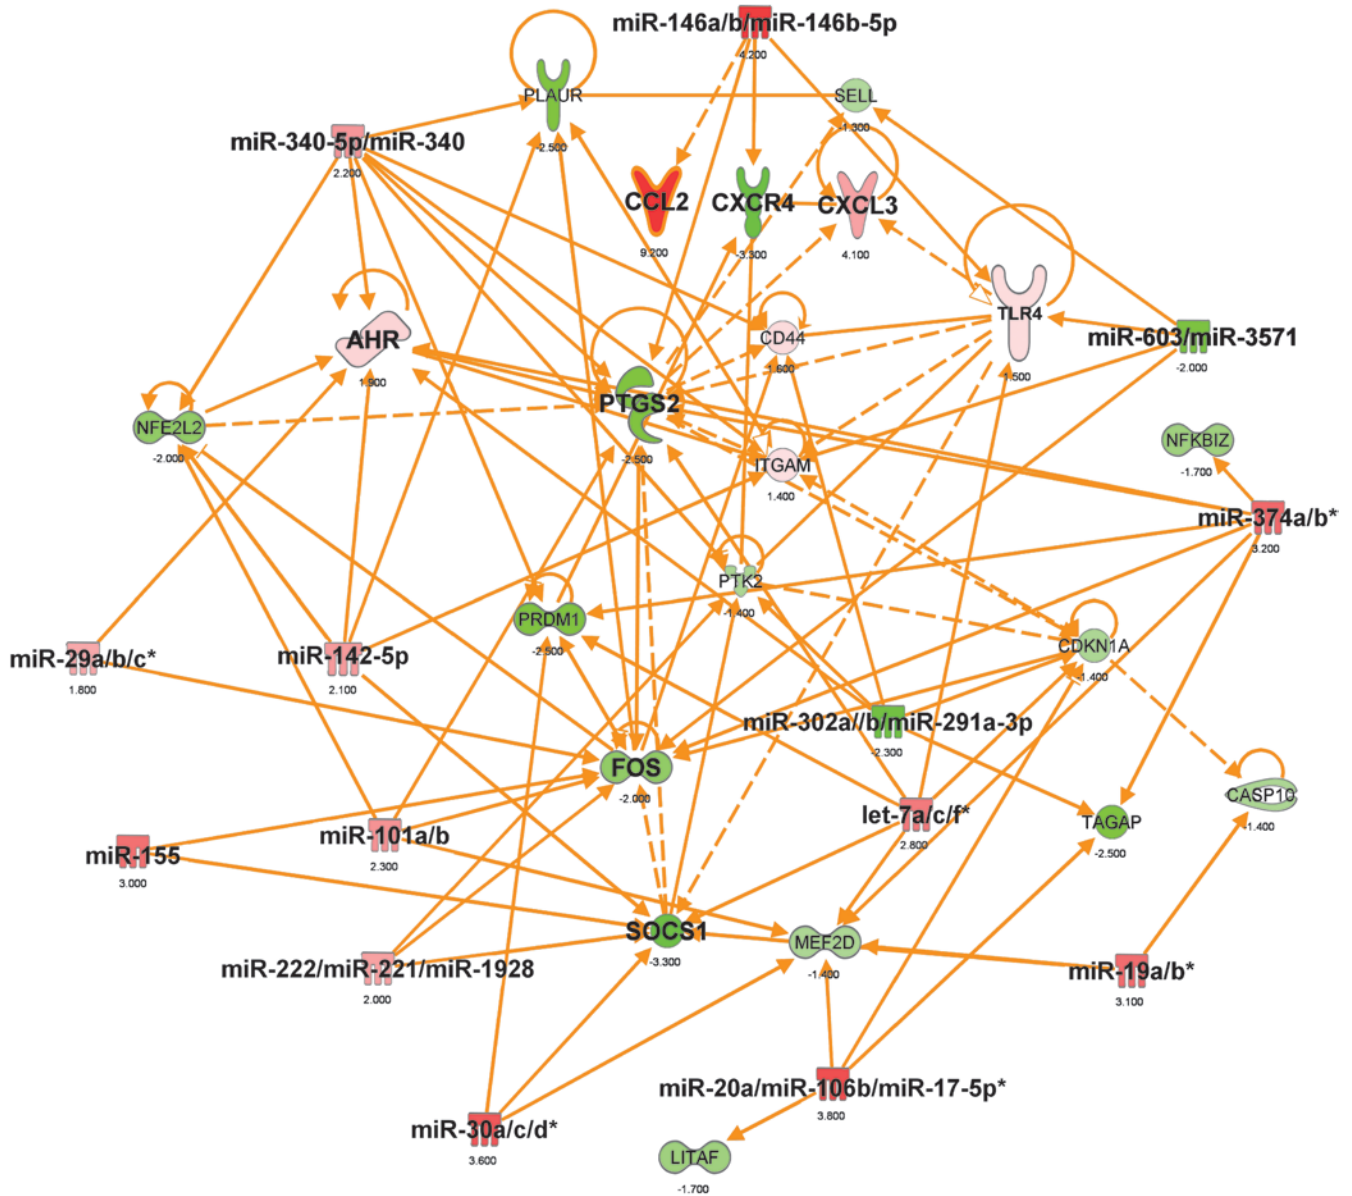 miR-146a/b/miR-146b-5p
4.200
PLAUR
-2.500
SELL
-1.300
miR-340-5p/miR-340
2.200
CCL2
9.200
CXCR4
-3.300
CXCL3
4.100
TLR4
1.500
miR-603/miR-3571
-2.000
AHR
1.900
CD44
1.600
PTGS2
-2.500
NFE2L2
-2.000
NFKBIZ
-1.700
ITGAM
1.400
miR-374a/b*
3.200
PTK2
-1.400
PRDM1
-2.500
CDKN1A
-1.400
miR-29a/b/c*
1.800
miR-142-5p
2.100
miR-302a//b/miR-291a-3p
-2.300
FOS
-2.000
CASP10
-1.400
let-7a/c/f*
2.800
TAGAP
-2.500
miR-101a/b
2.300
miR-155
3.000
SOCS1
-3.300
MEF2D
-1.400
miR-222/miR-221/miR-1928
2.000
miR-19a/b*
3.100
miR-20a/miR-106b/miR-17-5p*
3.800
miR-30a/c/d*
3.600
LITAF
-1.700